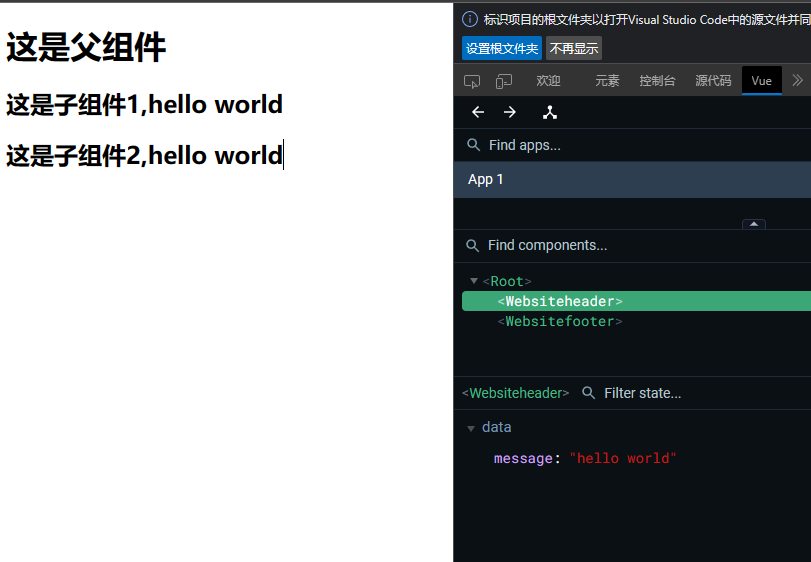 这是父组件
这是子组件1,hello world
这是子组件2,hello world
标识项目的根文件夹以打开Visual Studio Code中的源文件并同
设置根文件夹 不再显示
欢迎 元素 控制台 源代码 Vue
Find apps...
App 1
Find components...
<Root>
<Websiteheader>
<Websitefooter>
<Websiteheader> Filter state...
data
message: "hello world"